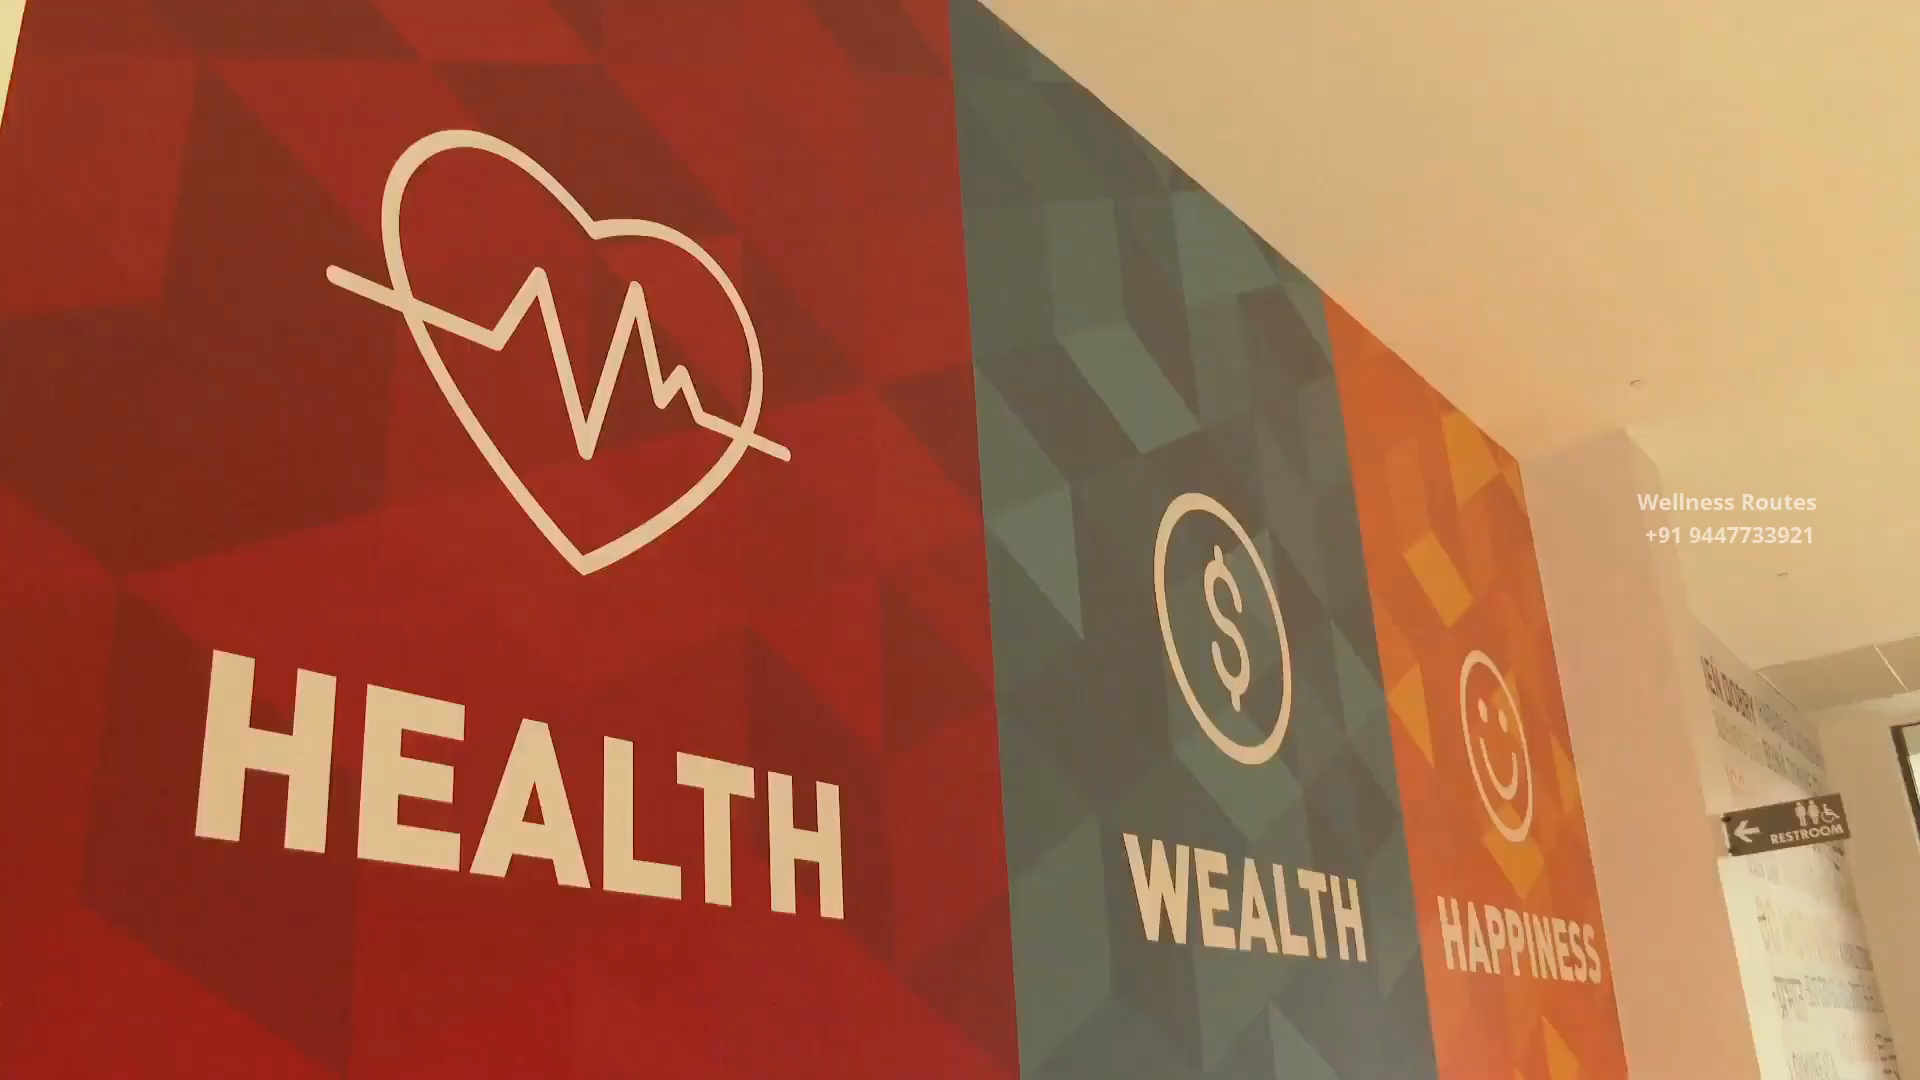 HEALTH
WEALTH
HAPPINESS
Wellness Routes
+91 9447733921
RESTROOM